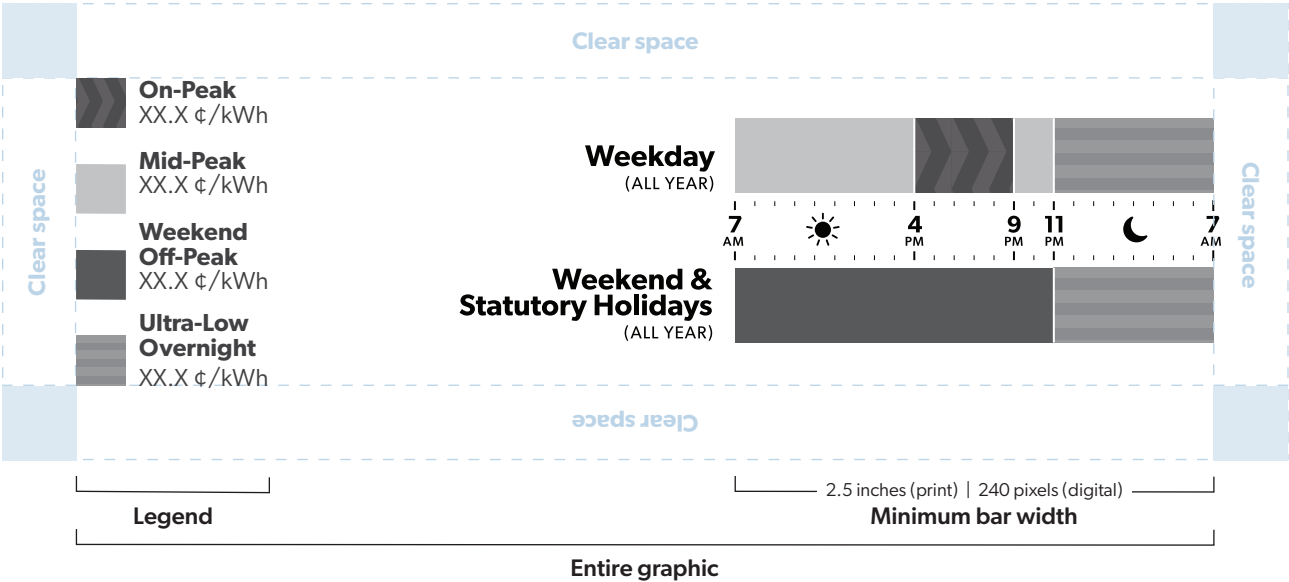 Clear space
Clear space
On-Peak
XX.X ¢/kWh
Mid-Peak
XX.X ¢/kWh
Weekend
Off-Peak
XX.X ¢/kWh
Ultra-Low
Overnight
XX.X ¢/kWh
Weekday
(ALL YEAR)
7 AM 4 PM 9 PM 11 PM 7 AM
Weekend &
Statutory Holidays
(ALL YEAR)
Clear space
Clear space
2.5 inches (print) | 240 pixels (digital)
Legend
Minimum bar width
Entire graphic